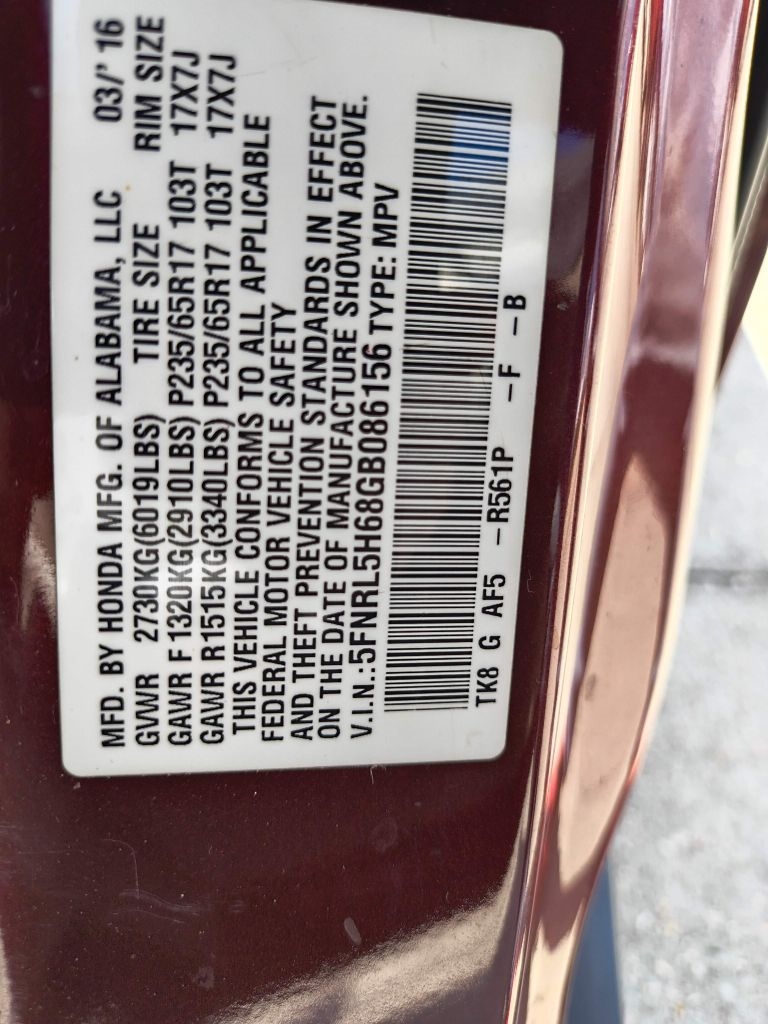 MFD. BY HONDA MFG. OF ALABAMA, LLC 03/' 16
GVWR 2730KG(6019LBS) TIRE SIZE RIM SIZE
GAWR F 1320KG(2910LBS) P235/65R17 103T 17X7J
GAWR R1515KG(3340LBS) P235/65R17 103T 17X7J
THIS VEHICLE CONFORMS TO ALL APPLICABLE
FEDERAL MOTOR VEHICLE SAFETY
AND THEFT PREVENTION STANDARDS IN EFFECT
ON THE DATE OF MANUFACTURE SHOWN ABOVE.
V.I.N.:5FNRL5H68GB086156 TYPE: MPV
TK8 G AF5 -R561P -F -B